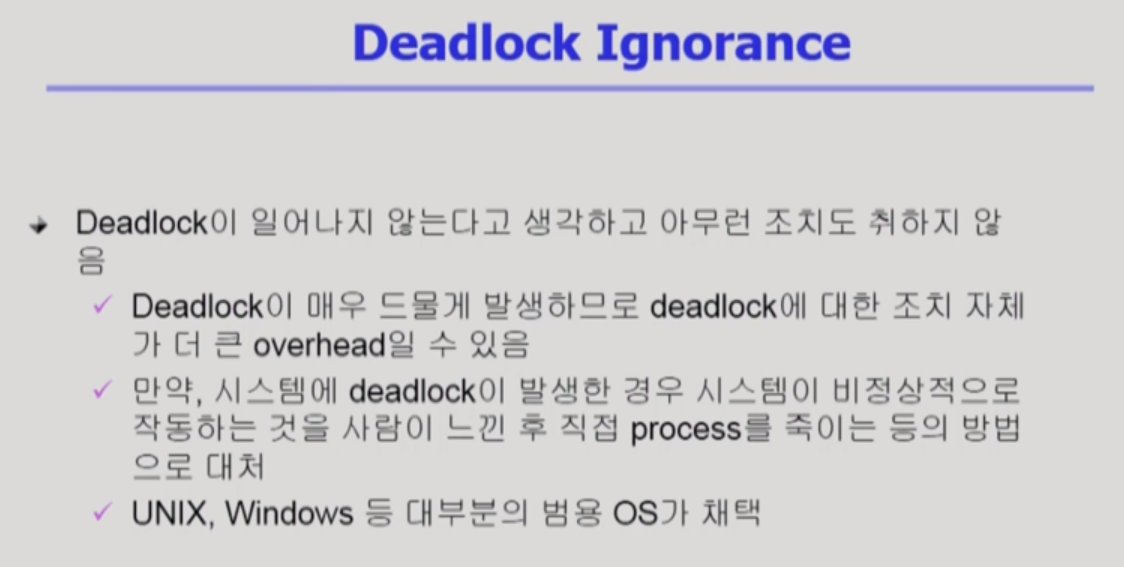 Deadlock Ignorance
Deadlock이 일어나지 않는다고 생각하고 아무런 조치도 취하지 않
음
Deadlock이 매우 드물게 발생하므로 deadlock에 대한 조치 자체
가 더 큰 overhead일 수 있음
만약, 시스템에 deadlock이 발생한 경우 시스템이 비정상적으로
작동하는 것을 사람이 느낀 후 직접 process를 죽이는 등의 방법
으로 대처
UNIX, Windows 등 대부분의 범용 OS가 채택